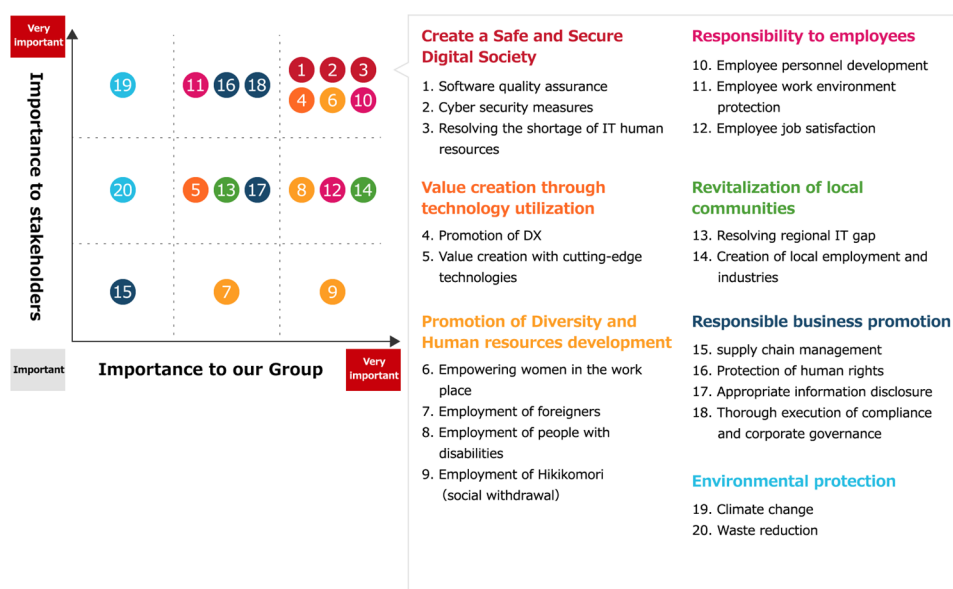 Very
important
Importance to stakeholders
19
11 16 18
1 2 3
4 6 10
20
5 13 17
8 12 14
15
7
9
Important
Importance to our Group
Very
important
Create a Safe and Secure
Digital Society
1. Software quality assurance
2. Cyber security measures
3. Resolving the shortage of IT human
resources
Value creation through
technology utilization
4. Promotion of DX
5. Value creation with cutting-edge
technologies
Promotion of Diversity and
Human resources development
6. Empowering women in the work
place
7. Employment of foreigners
8. Employment of people with
disabilities
9. Employment of Hikikomori
（social withdrawal）
Responsibility to employees
10. Employee personnel development
11. Employee work environment
protection
12. Employee job satisfaction
Revitalization of local
communities
13. Resolving regional IT gap
14. Creation of local employment and
industries
Responsible business promotion
15. supply chain management
16. Protection of human rights
17. Appropriate information disclosure
18. Thorough execution of compliance
and corporate governance
Environmental protection
19. Climate change
20. Waste reduction